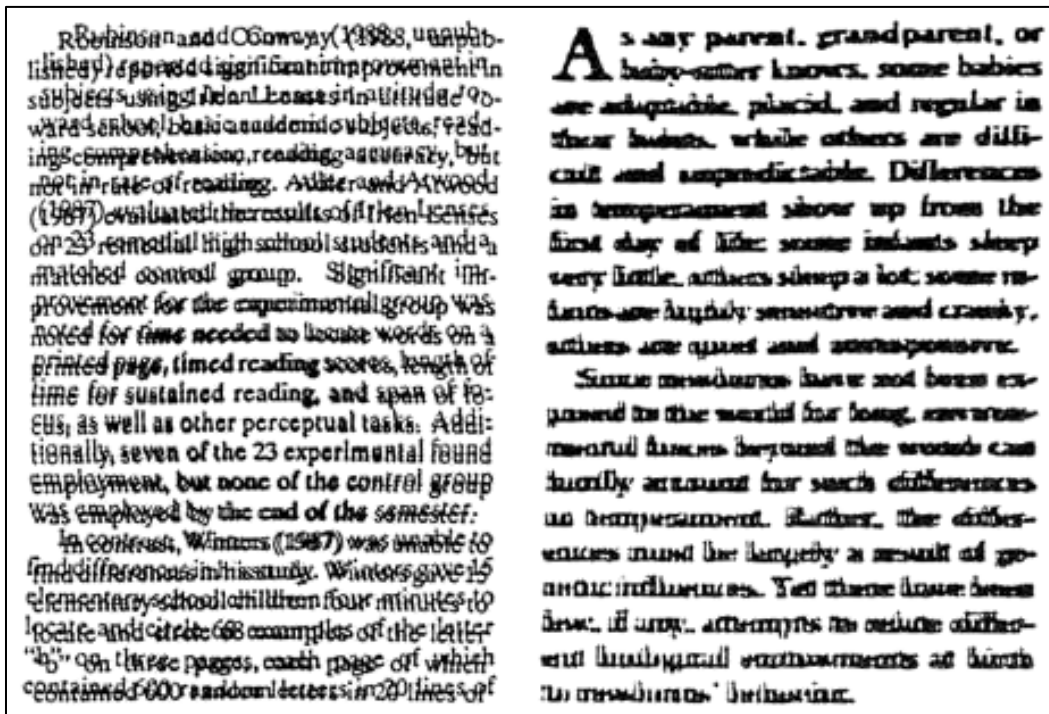 Robinson and Conway (1988, unpub-
lished) reported significant improvement in
subjects using Irlen Lenses in attitude to-
ward school, basic academic subjects, read-
ing comprehension, reading accuracy, but
not in rate of reading. Adler and Atwood
(1987) evaluated the results of Irlen Lenses
on 23 remedial high school students and a
matched control group. Significant im-
provement for the experimental group was
noted for time needed to locate words on a
printed page, timed reading scores, length of
time for sustained reading, and span of fo-
cus, as well as other perceptual tasks. Addi-
tionally, seven of the 23 experimental found
employment, but none of the control group
was employed by the end of the semester.
In contrast, Winters (1987) was unable to
find differences in his study. Winters gave 15
elementary school children four minutes to
locate and circle 668 examples of the letter
"b" on three pages, each page of which
contained 600 random letters in 20 lines of
As any parent, grandparent, or
baby-sitter knows, some babies
are adaptable, placid, and regular in
their habits, while others are diffi-
cult and unpredictable. Differences
in temperament show up from the
first day of life: some infants sleep
very little, others sleep a lot; some in-
fants are highly sensitive and cranky,
others are quiet and unresponsive.
Since newborns have not been ex-
posed to the world for long, environ-
mental factors beyond the womb can
hardly account for such differences
in temperament. Rather, the differ-
ences must be largely a result of ge-
netic influences. Yet there have been
few, if any, attempts to relate differ-
ent biological environments at birth
to newborns' behavior.